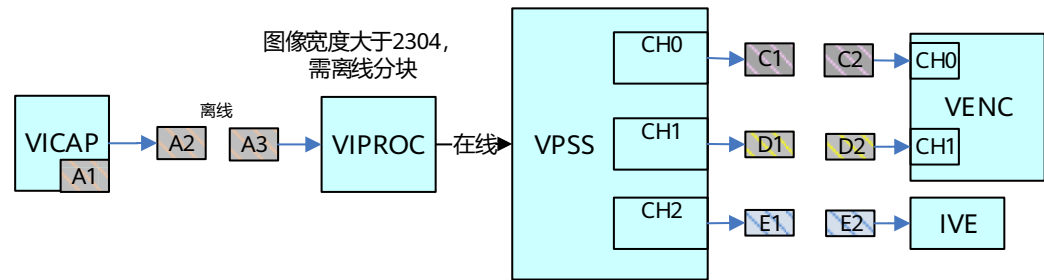 图像宽度大于2304，
需离线分块
离线
VICAP
A1
A2
A3
VIPROC
在线
VPSS
CH0
CH1
CH2
C1
C2
D1
D2
E1
E2
CH0
VENC
CH1
IVE